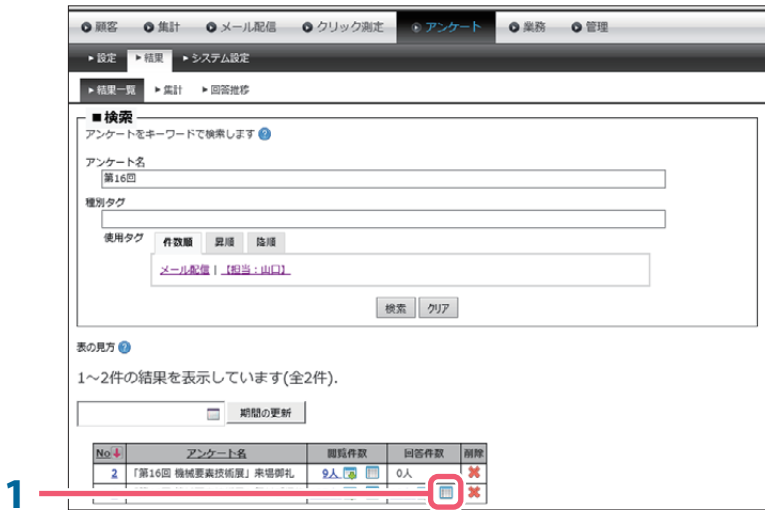 顧客 集計 メール配信 クリック測定 アンケート 業務 管理
設定 結果 システム設定
結果一覧 集計 回答推移
■検索
アンケートをキーワードで検索します ?
アンケート名
第16回
種別タグ
使用タグ 件数順 昇順 降順
メール配信 | 【担当：山口】
検索 クリア
表の見方 ?
1～2件の結果を表示しています(全2件).
期間の更新
No アンケート名 閲覧件数 回答件数 削除
2 「第16回 機械要素技術展」来場御礼 9人 0人
1